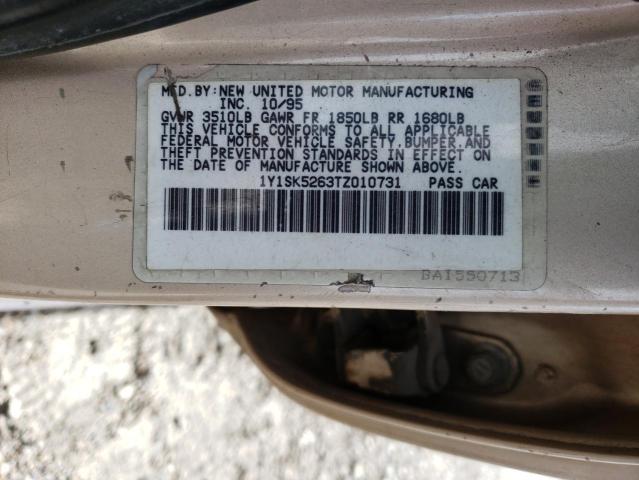 MFD.BY:NEW UNITED MOTOR MANUFACTURING
INC. 10/95
GVWR 3510LB GAWR FR 1850LB RR 1680LB
THIS VEHICLE CONFORMS TO ALL APPLICABLE
FEDERAL MOTOR VEHICLE SAFETY,BUMPER,AND
THEFT PREVENTION STANDARDS IN EFFECT ON
THE DATE OF MANUFACTURE SHOWN ABOVE.
1Y1SK5263TZ010731 PASS CAR
BAI5S0713